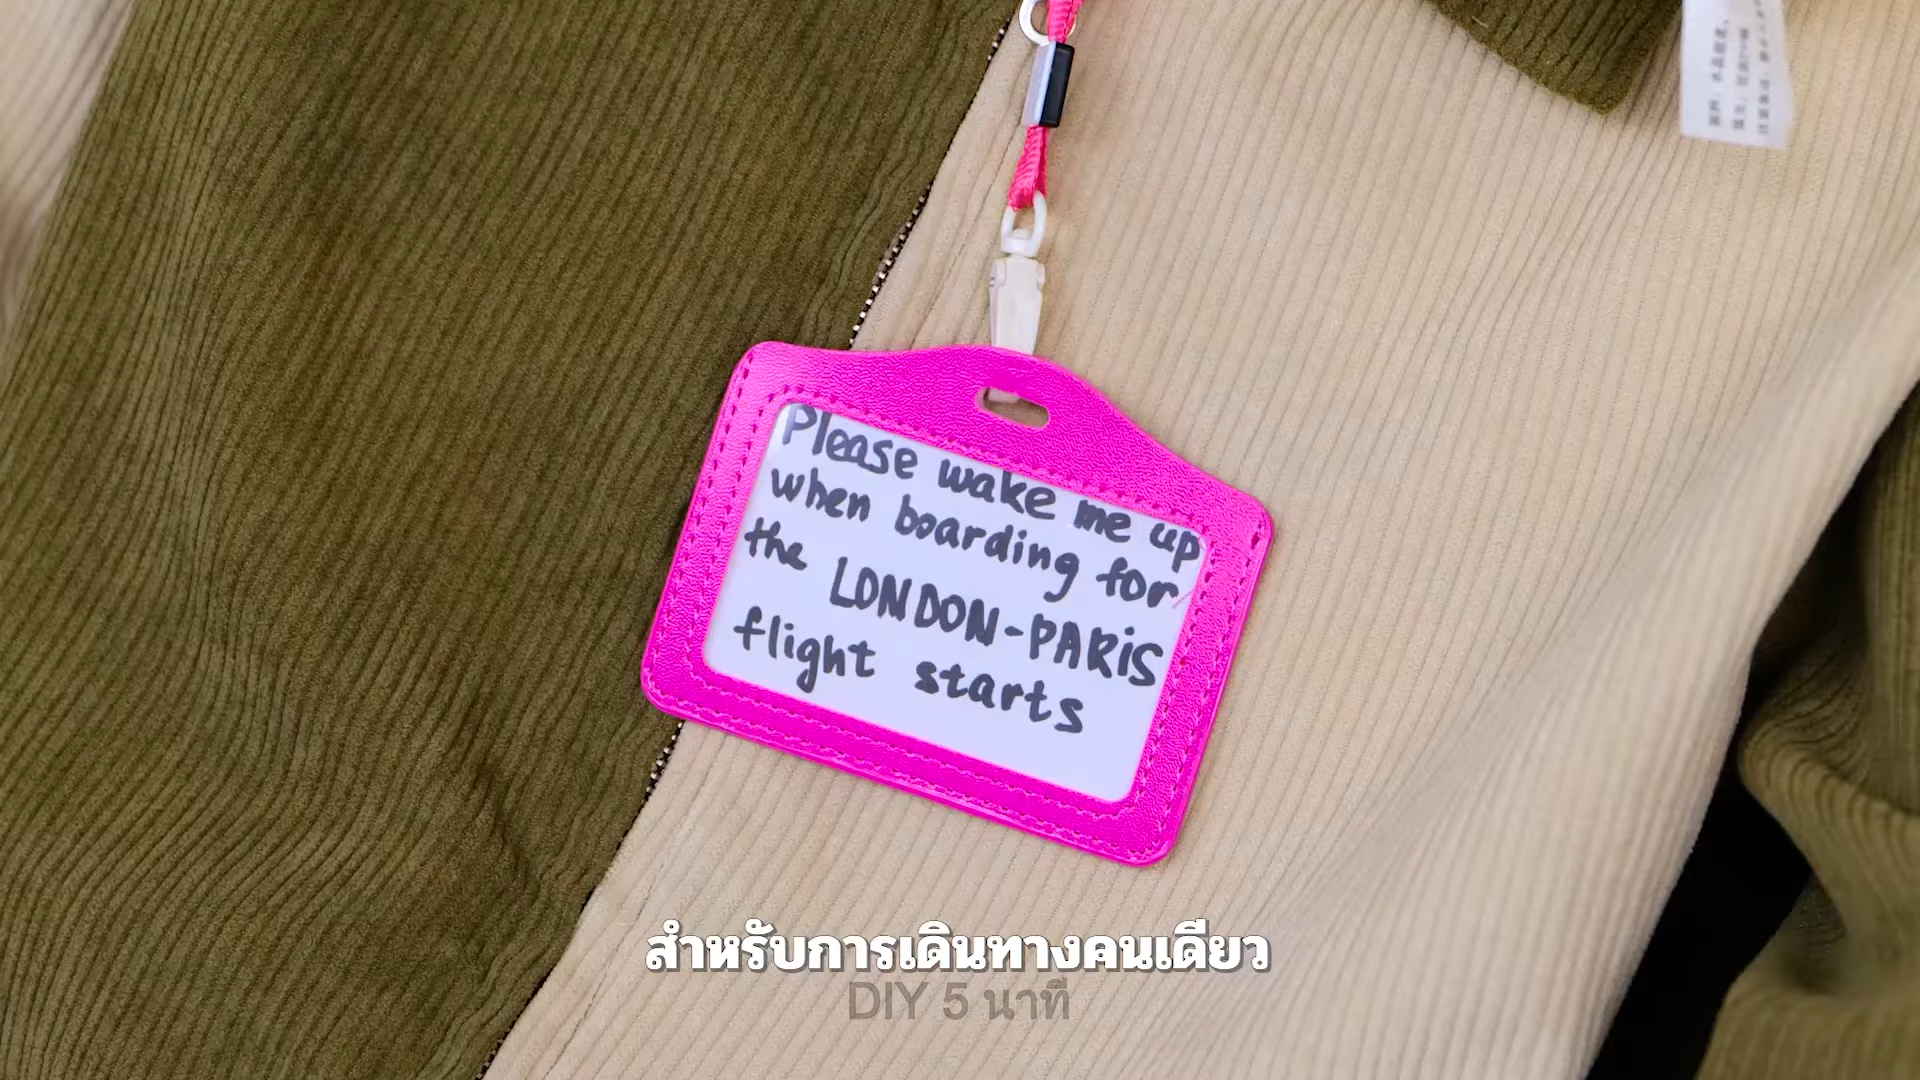 Please wake me up
when boarding for
the LONDON-PARiS
flight starts
สำหรับการเดินทางคนเดียว
DIY 5 นาที